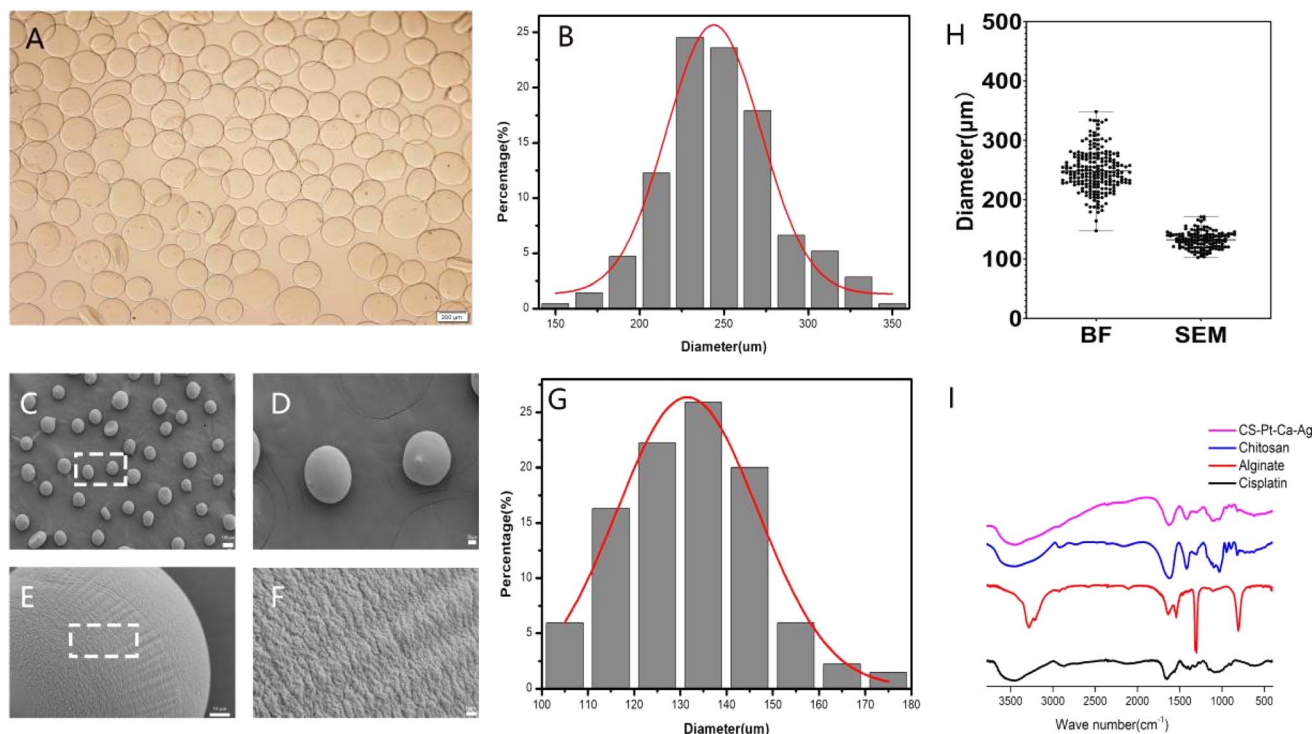 A
200 μm
B
25
20
15
10
5
0
Percentage(%)
150
200
250
300
350
Diameter(um)
H
500
400
300
200
100
0
Diameter(μm)
BF
SEM
C
D
E
F
G
30
25
20
15
10
5
0
Percentage(%)
100
110
120
130
140
150
160
170
180
Diameter(um)
I
CS-Pt-Ca-Ag
Chitosan
Alginate
Cisplatin
3500
3000
2500
2000
1500
1000
500
Wave number(cm⁻¹)